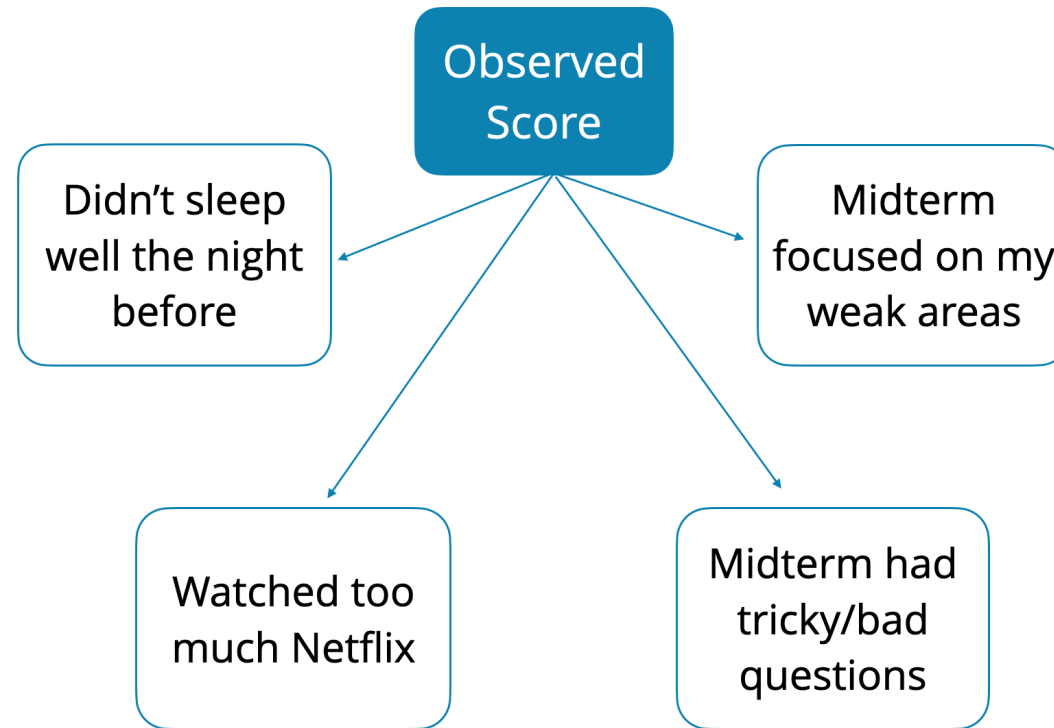 Observed
Score
Didn’t sleep
well the night
before
Midterm
focused on my
weak areas
Watched too
much Netflix
Midterm had
tricky/bad
questions